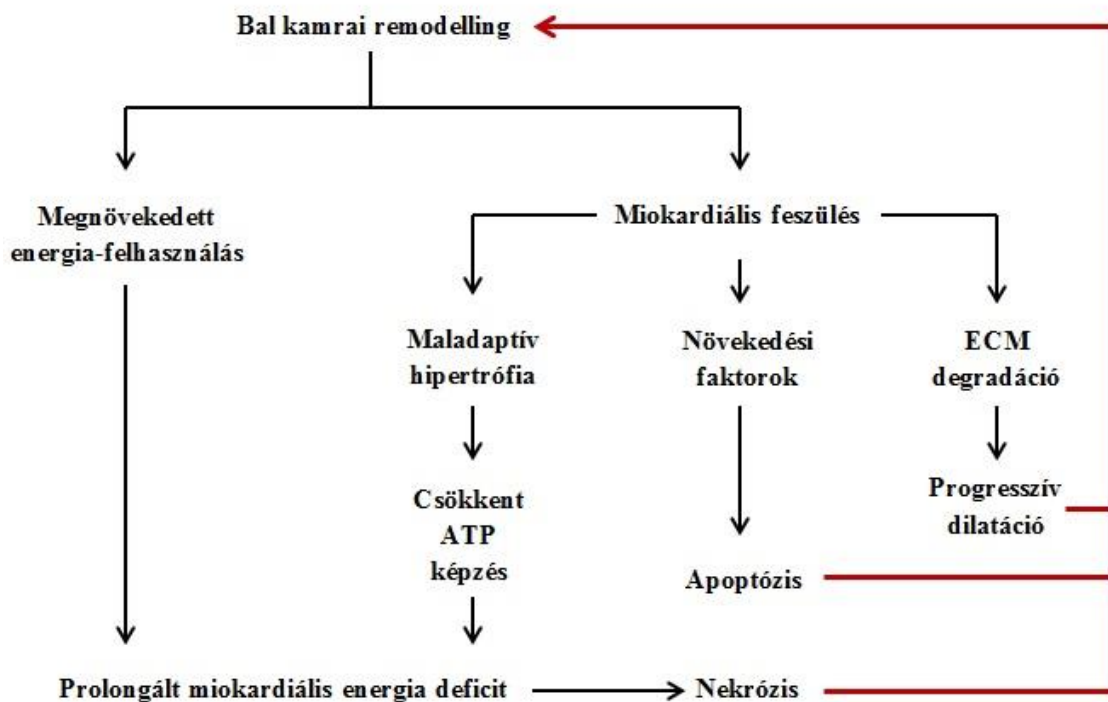 Bal kamrai remodelling
Megnövekedett
energia-felhasználás
Miokardiális feszülés
Maladaptív
hipertrófia
Növekedési
faktorok
ECM
degradáció
Csökkent
ATP
képzés
Progresszív
dilatáció
Apoptózis
Prolongált miokardiális energia deficit
Nekrózis